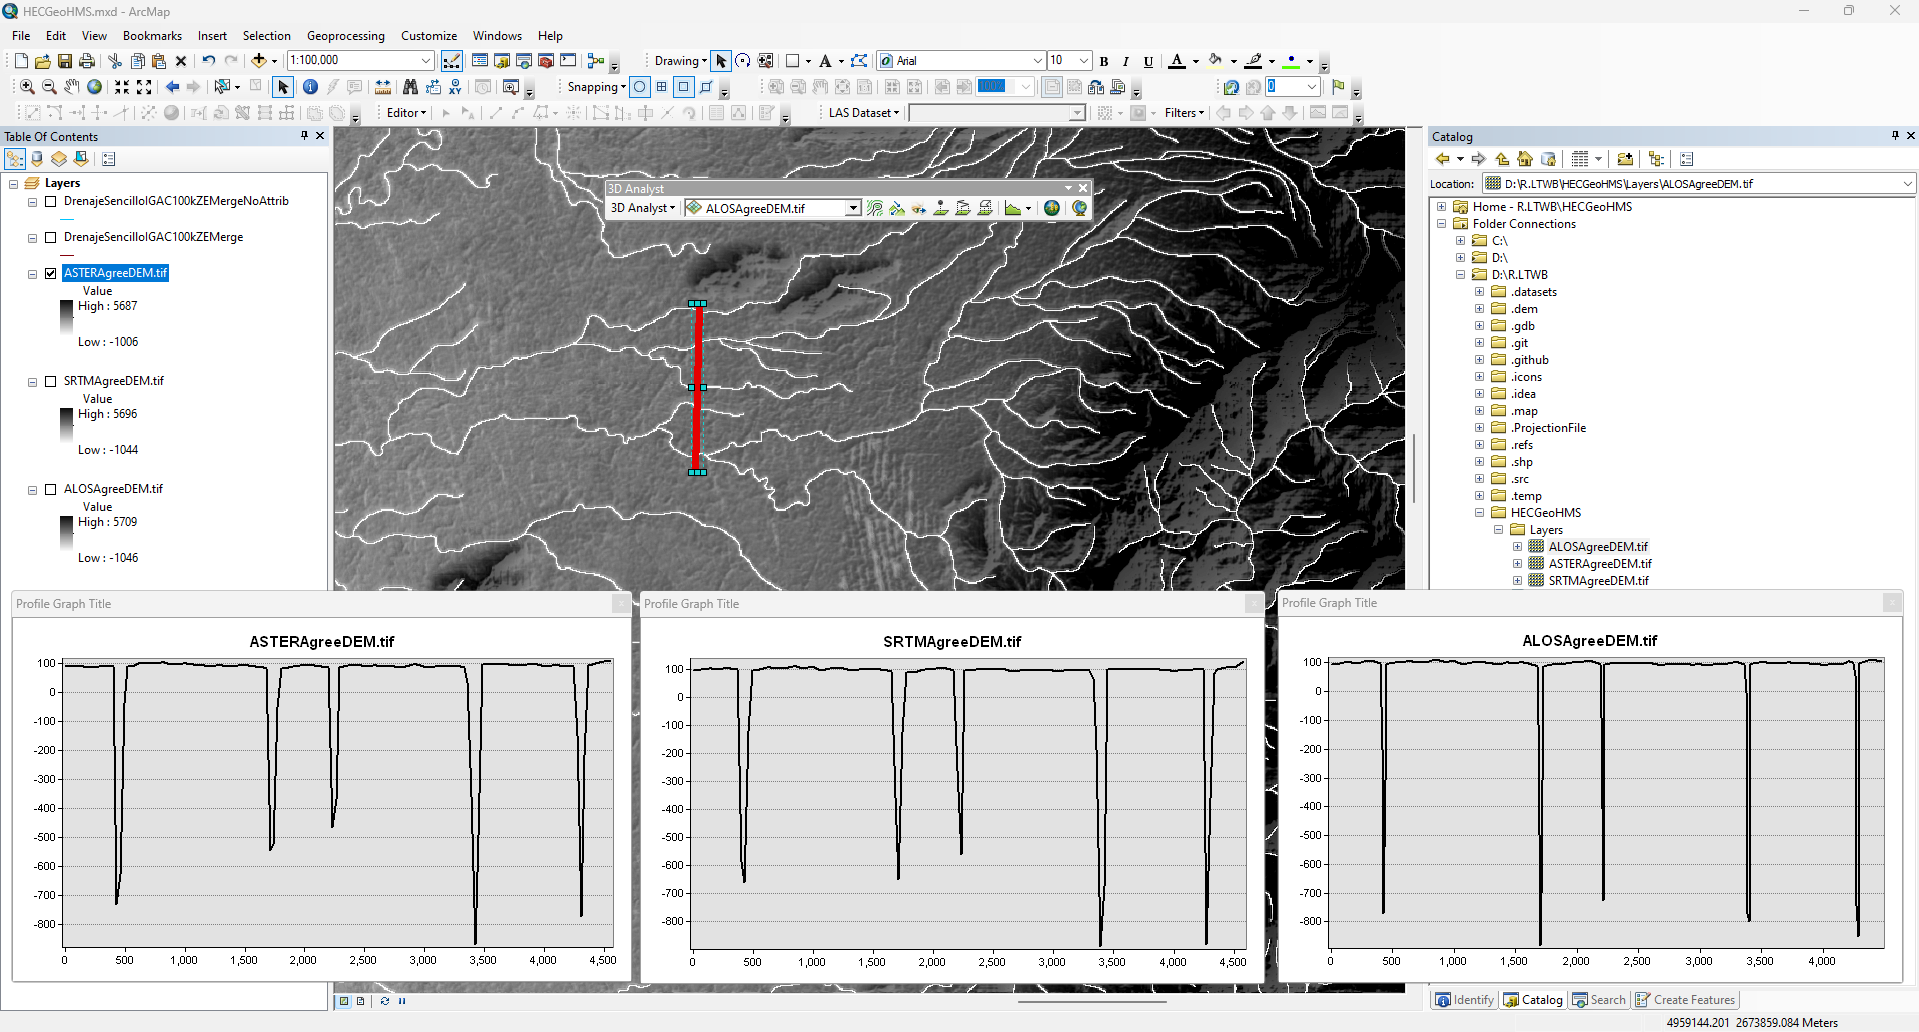 HECGeoHMS.mxd - ArcMap
File Edit View Bookmarks Insert Selection Geoprocessing Customize Windows Help
1:100,000
Drawing
A
Arial
10
B I U A
Snapping
100%
0
Editor
LAS Dataset
Filters
Table Of Contents
Layers
DrenajeSencilloIGAC100kZEMergeNoAttrib
DrenajeSencilloIGAC100kZEMerge
ASTERAgreeDEM.tif
Value
High : 5687
Low : -1006
SRTMAgreeDEM.tif
Value
High : 5696
Low : -1044
ALOSAgreeDEM.tif
Value
High : 5709
Low : -1046
3D Analyst
3D Analyst
ALOSAgreeDEM.tif
Catalog
Location:
D:\R.LTWB\HECGeoHMS\Layers\ALOSAgreeDEM.tif
Home - R.LTWB\HECGeoHMS
Folder Connections
C:\
D:\
D:\R.LTWB
.datasets
.dem
.gdb
.git
.github
.icons
.idea
.map
.ProjectionFile
.refs
.shp
.src
.temp
HECGeoHMS
Layers
ALOSAgreeDEM.tif
ASTERAgreeDEM.tif
SRTMAgreeDEM.tif
Profile Graph Title
ASTERAgreeDEM.tif
100
0
-100
-200
-300
-400
-500
-600
-700
-800
0 500 1,000 1,500 2,000 2,500 3,000 3,500 4,000 4,500
Profile Graph Title
SRTMAgreeDEM.tif
100
0
-100
-200
-300
-400
-500
-600
-700
-800
0 500 1,000 1,500 2,000 2,500 3,000 3,500 4,000 4,500
Profile Graph Title
ALOSAgreeDEM.tif
100
0
-100
-200
-300
-400
-500
-600
-700
-800
0 500 1,000 1,500 2,000 2,500 3,000 3,500 4,000
Identify Catalog Search Create Features
4959144.201 2673859.084 Meters